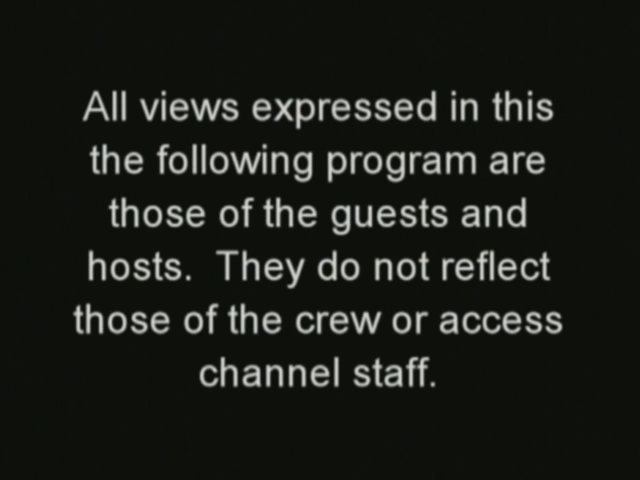 All views expressed in this
the following program are
those of the guests and
hosts.  They do not reflect
those of the crew or access
channel staff.